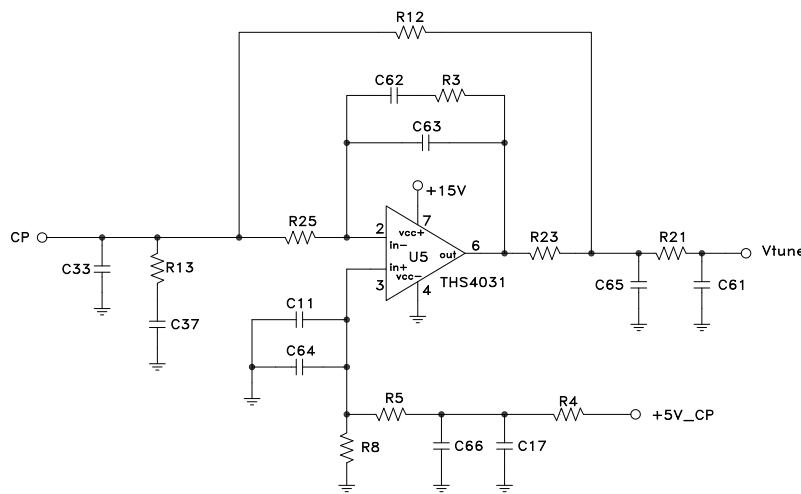 R12
C62
R3
C63
+15V
CP
R25
2
7
vcc+
in-
U5
out
6
R23
R21
Vtune
in+
vcc-
THS4031
3
4
C33
R13
C37
C65
C61
C11
C64
R5
R4
+5V_CP
R8
C66
C17